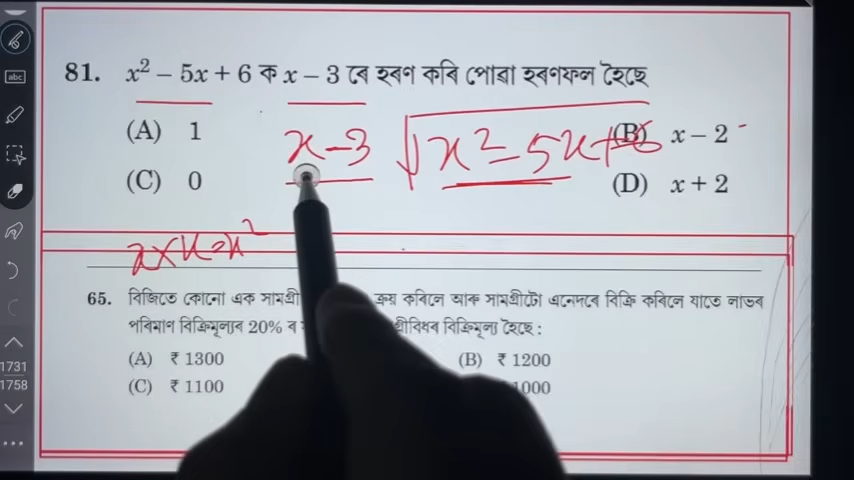 81. x² – 5x + 6 ক x – 3 ৰে হৰণ কৰি পোৱা হৰণফল হৈছে
(A) 1
(B) x – 2
x – 3 √x² – 5x + 6
(C) 0
(D) x + 2
x × x = x²
65. বিজিতে কোনো এক সামগ্ৰী ক্ৰয় কৰিলে আৰু সামগ্ৰীটো এনেদৰে বিক্ৰি কৰিলে যাতে লাভৰ
পৰিমাণ বিক্ৰিমূল্যৰ 20% ৰ বিক্ৰিমূল্য হৈছে :
(A) ₹ 1300
(B) ₹ 1200
(C) ₹ 1100
1000
abc
1731
1758